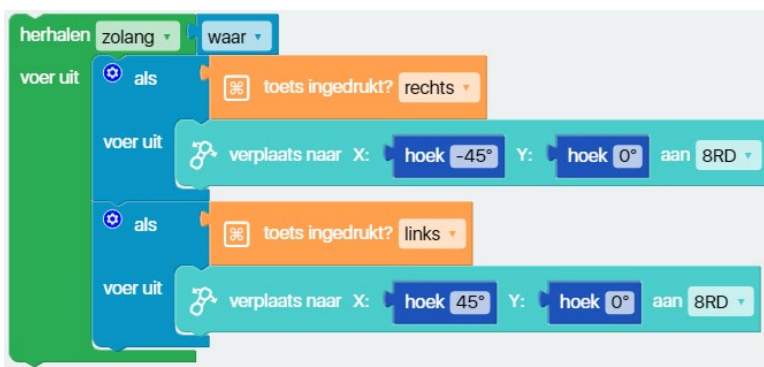 herhalen zolang waar
voer uit als toets ingedrukt? rechts
voer uit verplaats naar X: hoek -45° Y: hoek 0° aan 8RD
als toets ingedrukt? links
voer uit verplaats naar X: hoek 45° Y: hoek 0° aan 8RD